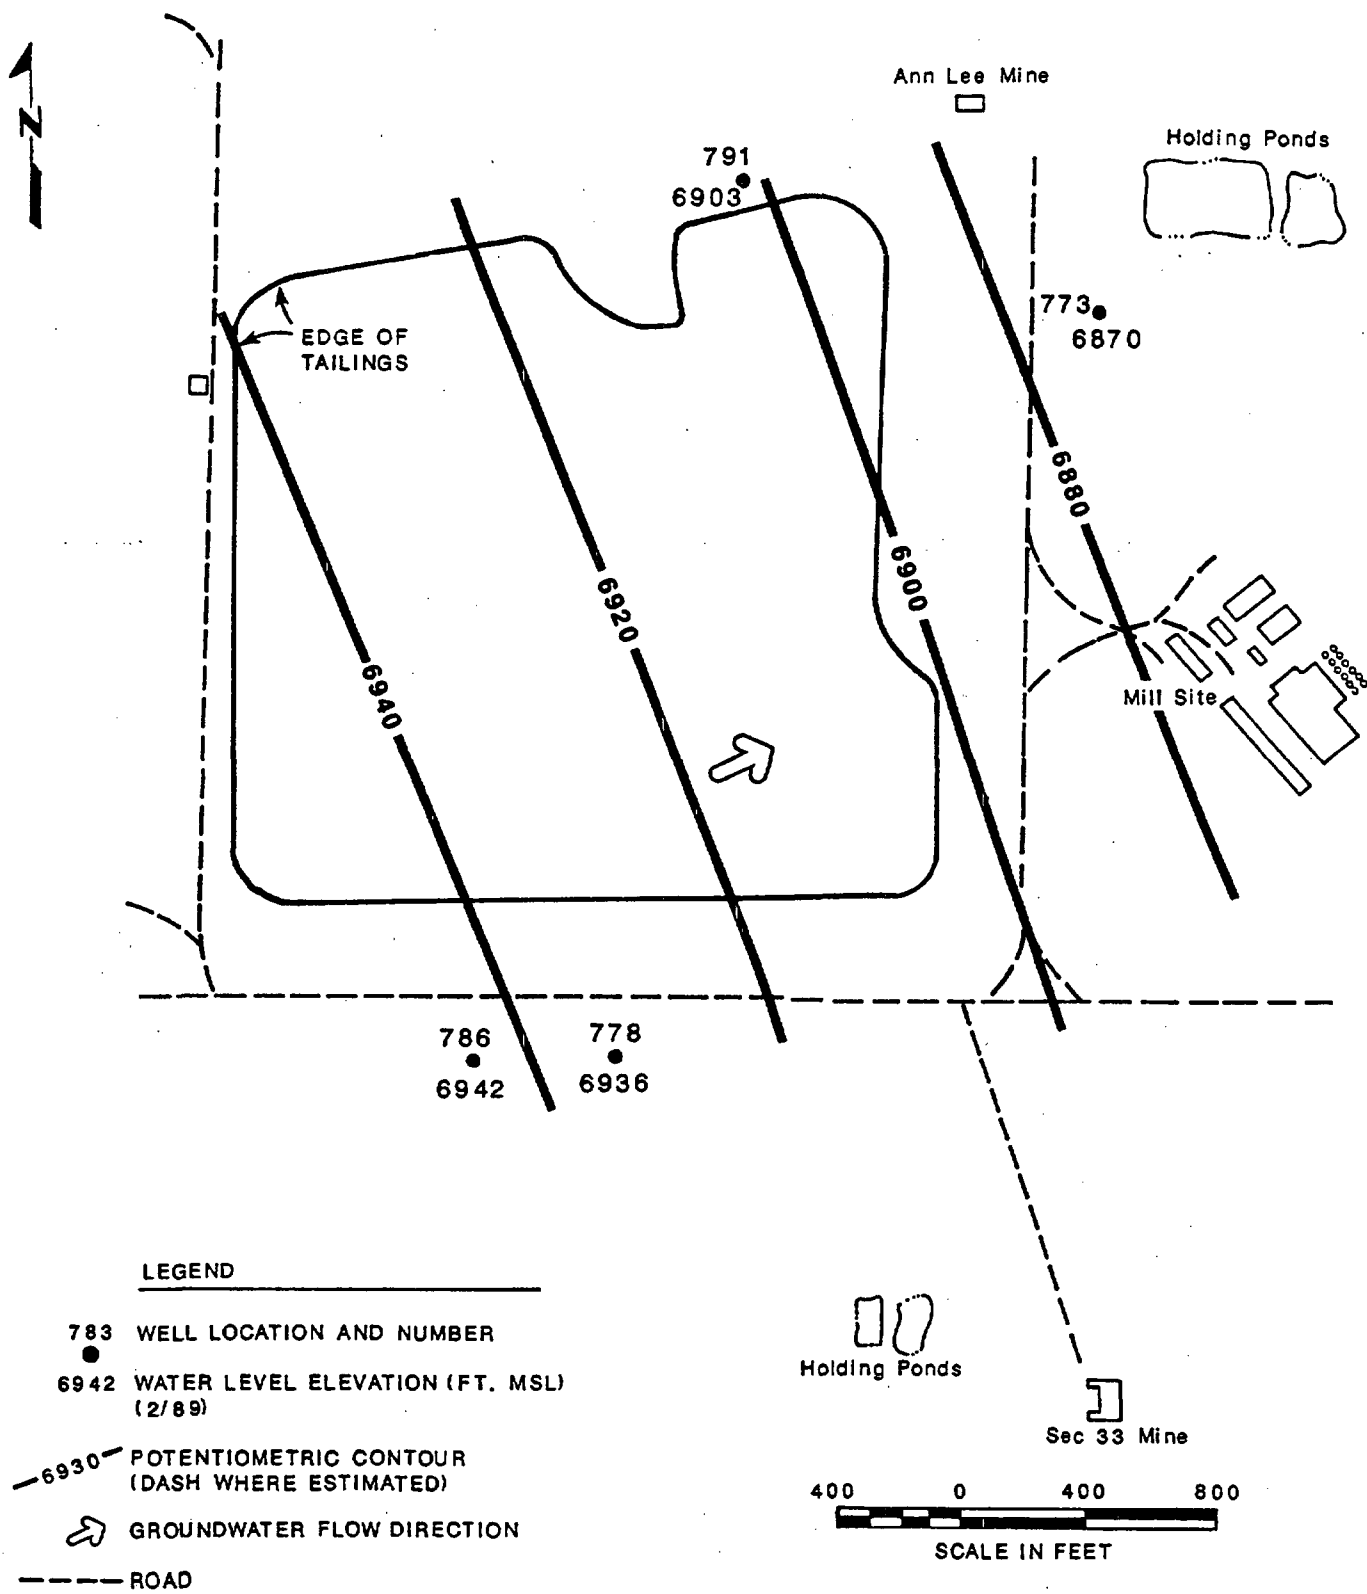 Ann Lee Mine
Holding Ponds
N
791
6903
773
6870
EDGE OF
TAILINGS
6880
6900
6920
6940
Mill Site
786
6942
778
6936
LEGEND
783 WELL LOCATION AND NUMBER
6942 WATER LEVEL ELEVATION (FT. MSL)
(2/89)
6930 POTENTIOMETRIC CONTOUR
(DASH WHERE ESTIMATED)
GROUNDWATER FLOW DIRECTION
ROAD
Holding Ponds
Sec 33 Mine
400 0 400 800
SCALE IN FEET